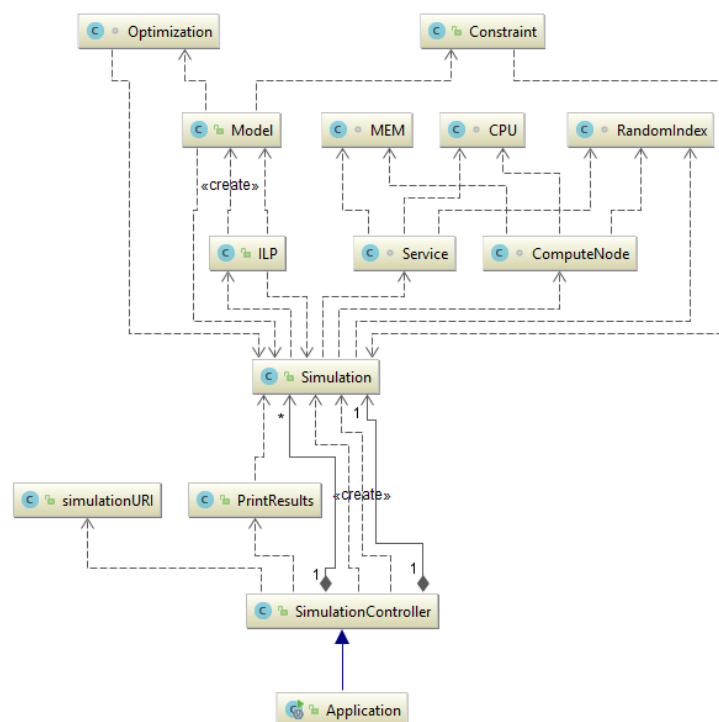 Optimization
Constraint
Model
MEM
CPU
RandomIndex
«create»
ILP
Service
ComputeNode
Simulation
*
1
simulationURI
PrintResults
«create»
1
1
SimulationController
Application